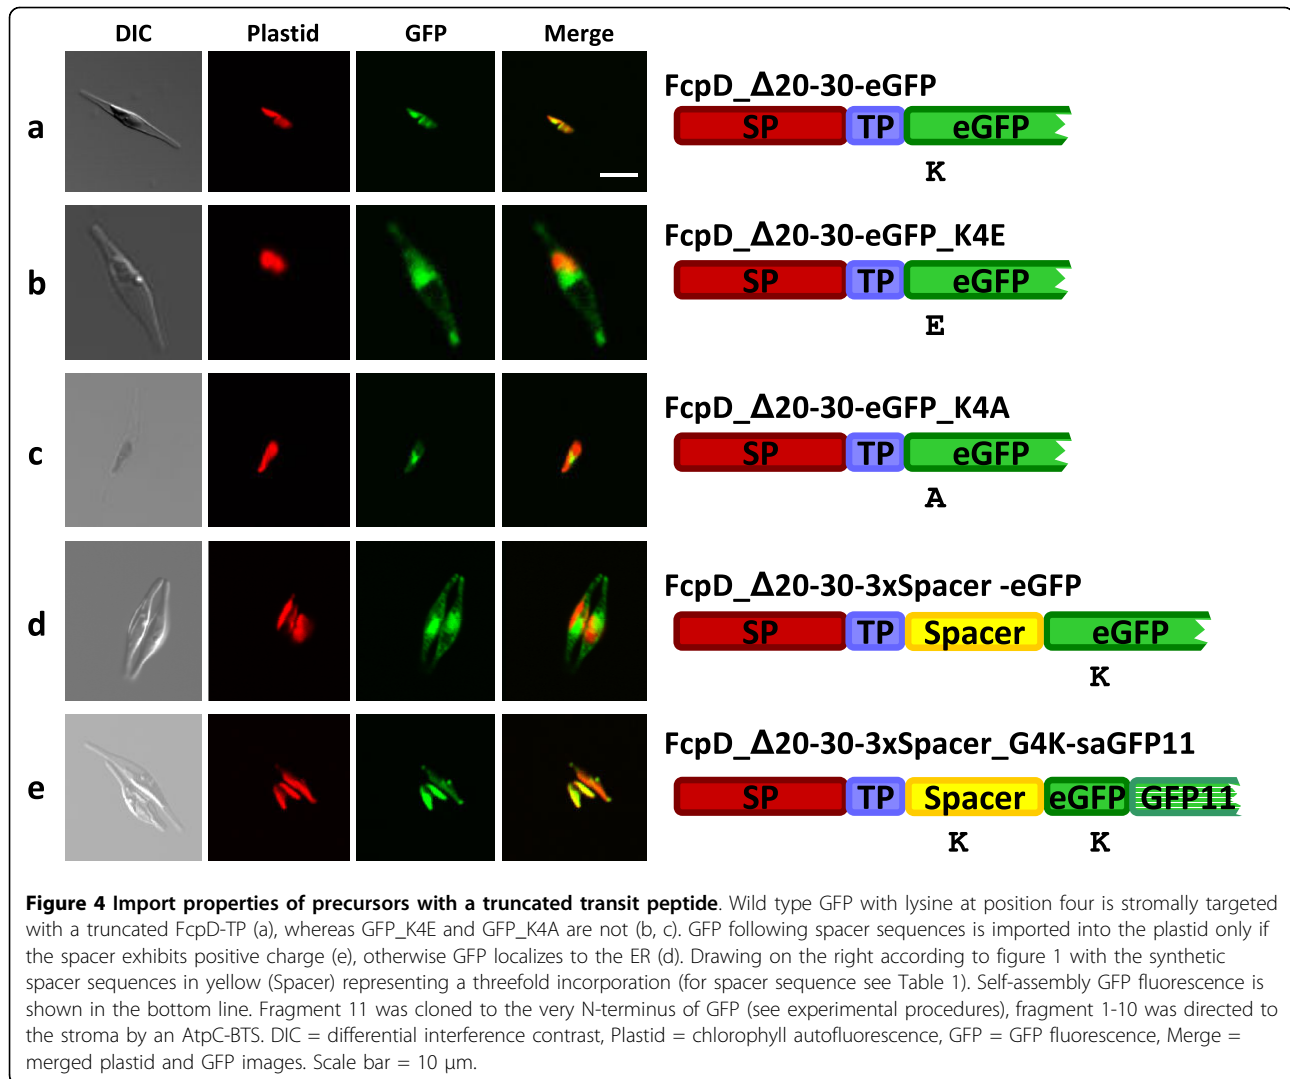 DIC Plastid GFP Merge
a
FcpD_Δ20-30-eGFP
SP TP eGFP
K
b
FcpD_Δ20-30-eGFP_K4E
SP TP eGFP
E
c
FcpD_Δ20-30-eGFP_K4A
SP TP eGFP
A
d
FcpD_Δ20-30-3xSpacer -eGFP
SP TP Spacer eGFP
K
e
FcpD_Δ20-30-3xSpacer_G4K-saGFP11
SP TP Spacer eGFP GFP11
K K
Figure 4 Import properties of precursors with a truncated transit peptide. Wild type GFP with lysine at position four is stromally targeted
with a truncated FcpD-TP (a), whereas GFP_K4E and GFP_K4A are not (b, c). GFP following spacer sequences is imported into the plastid only if
the spacer exhibits positive charge (e), otherwise GFP localizes to the ER (d). Drawing on the right according to figure 1 with the synthetic
spacer sequences in yellow (Spacer) representing a threefold incorporation (for spacer sequence see Table 1). Self-assembly GFP fluorescence is
shown in the bottom line. Fragment 11 was cloned to the very N-terminus of GFP (see experimental procedures), fragment 1-10 was directed to
the stroma by an AtpC-BTS. DIC = differential interference contrast, Plastid = chlorophyll autofluorescence, GFP = GFP fluorescence, Merge =
merged plastid and GFP images. Scale bar = 10 μm.